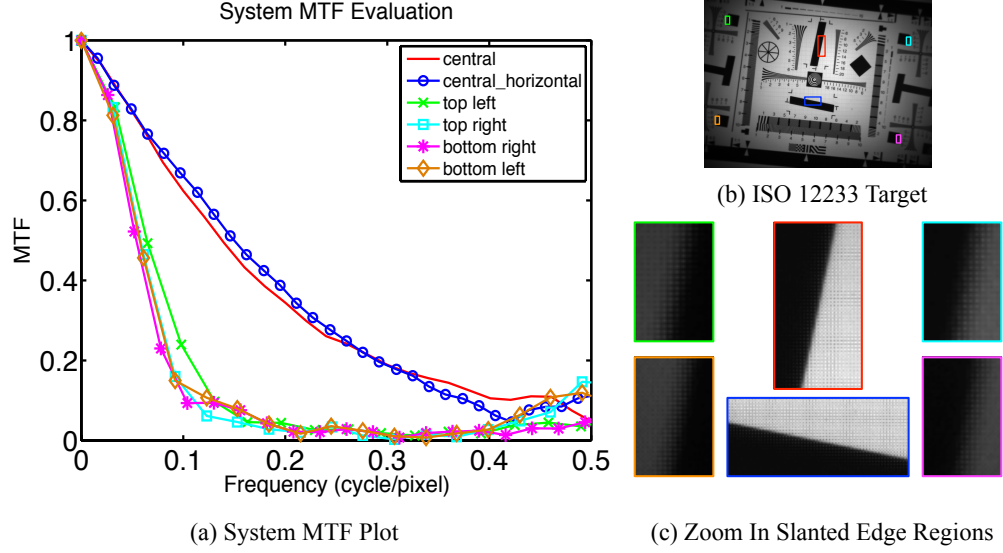 System MTF Evaluation
MTF
1
0.8
0.6
0.4
0.2
0
0
0.1
0.2
0.3
0.4
0.5
Frequency (cycle/pixel)
central
central_horizontal
top left
top right
bottom right
bottom left
(a) System MTF Plot
(b) ISO 12233 Target
(c) Zoom In Slanted Edge Regions